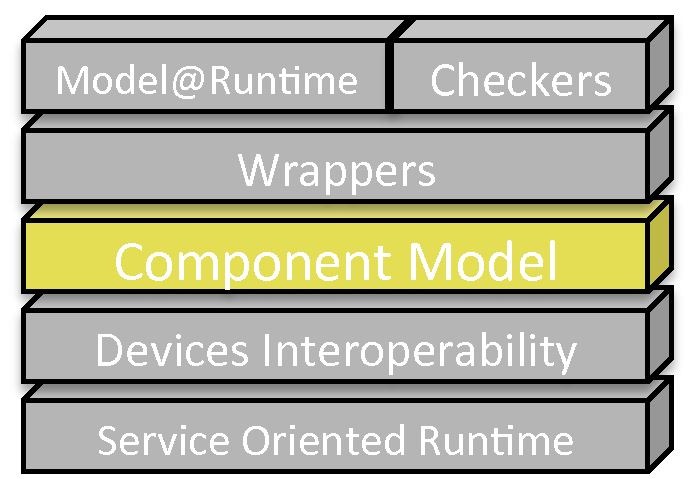 Model@Runtime
Checkers
Wrappers
Component Model
Devices Interoperability
Service Oriented Runtime